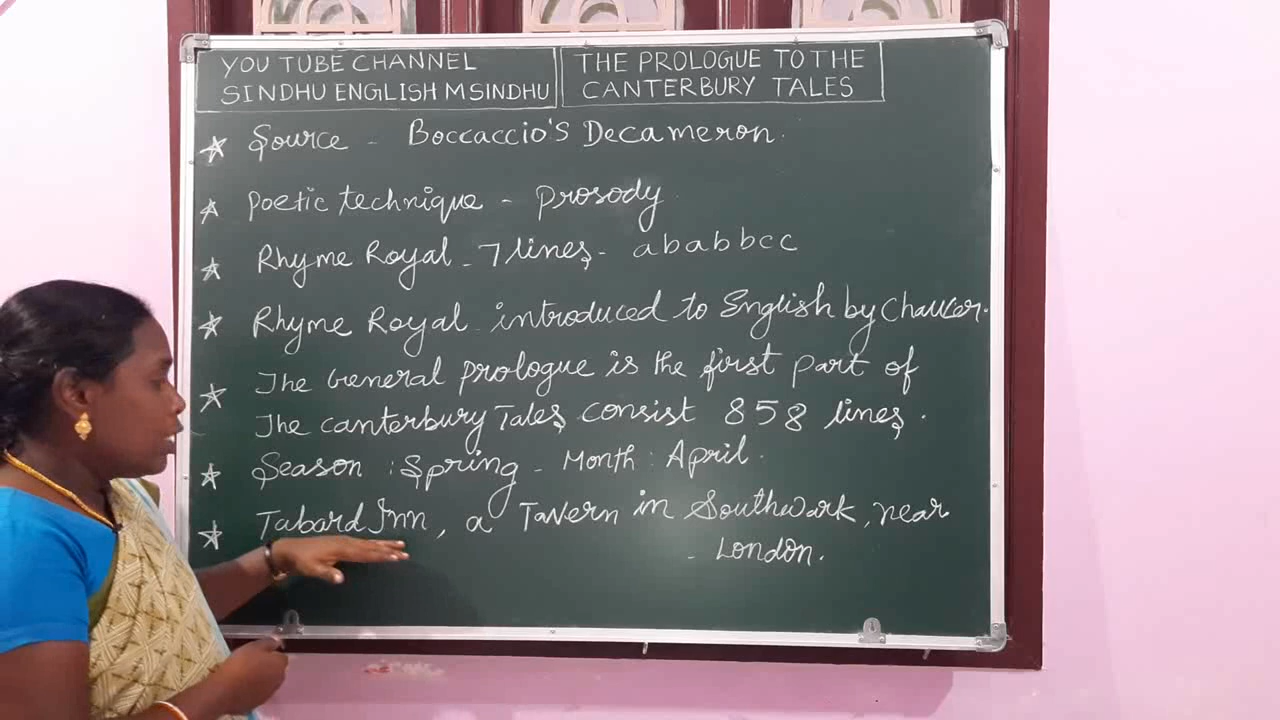 YOU TUBE CHANNEL
SINDHU ENGLISH MSINDHU
THE PROLOGUE TO THE
CANTERBURY TALES
☆ Source - Boccaccio's Decameron.
☆ Poetic technique - Prosody
☆ Rhyme Royal - 7 lines - ababbcc
☆ Rhyme Royal - introduced to English by Chaucer.
☆ The General prologue is the first part of
The canterbury Tales consist 858 lines.
☆ Season : Spring - Month : April.
☆ Tabard Inn, a Tavern in Southwark, near
- London.